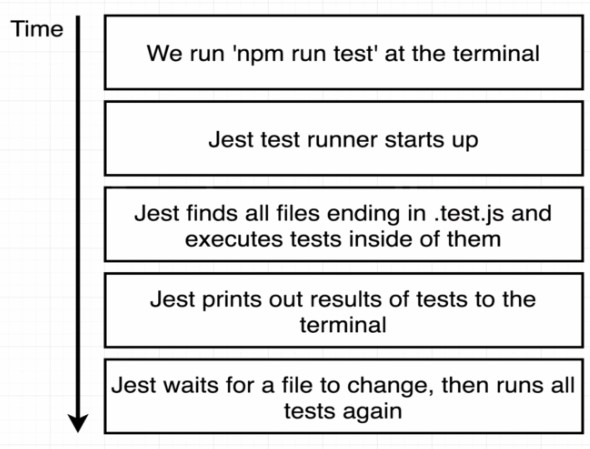 Time
We run 'npm run test' at the terminal
Jest test runner starts up
Jest finds all files ending in .test.js and
executes tests inside of them
Jest prints out results of tests to the
terminal
Jest waits for a file to change, then runs all
tests again